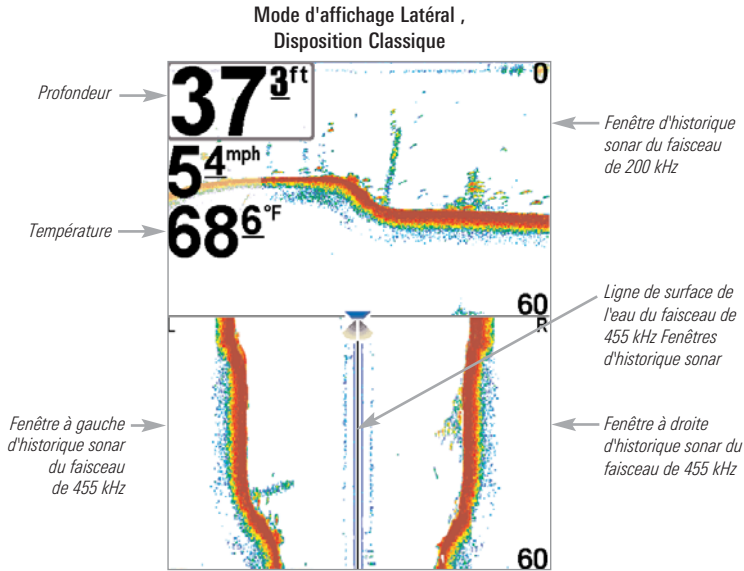 Mode d'affichage Latéral ,
Disposition Classique
Profondeur
37 3 ft
0
Fenêtre d'historique
sonar du faisceau
de 200 kHz
5 4 mph
Température
68 6 °F
60
Ligne de surface de
l'eau du faisceau de
455 kHz Fenêtres
d'historique sonar
L
R
Fenêtre à gauche
d'historique sonar
du faisceau
de 455 kHz
Fenêtre à droite
d'historique sonar du
faisceau de 455 kHz
60